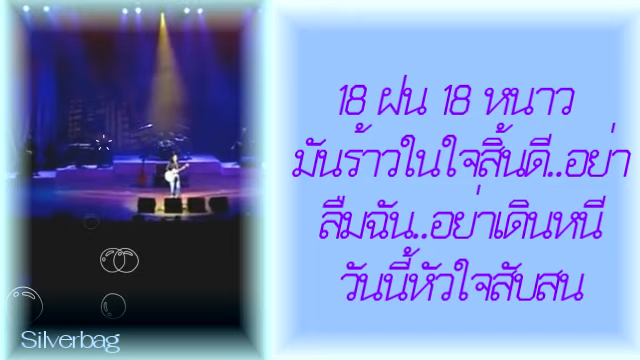 18 ฝน 18 หนาว
มันร้าวในใจสิ้นดี..อย่า
ลืมฉัน..อย่าเดินหนี
วันนี้หัวใจสับสน
Silverbag